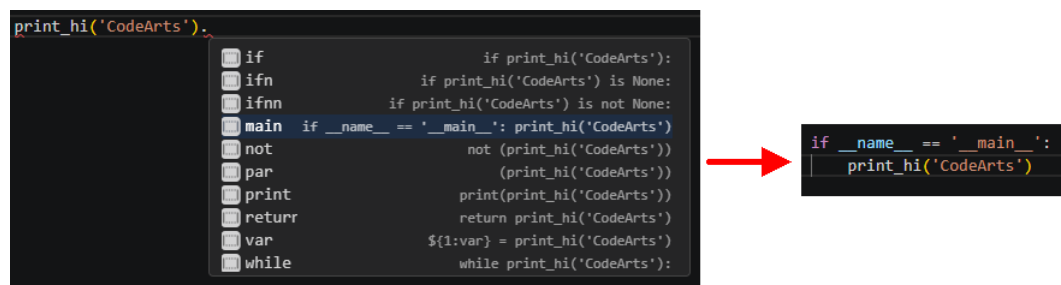 print_hi('CodeArts').
if if print_hi('CodeArts'):
ifn if print_hi('CodeArts') is None:
ifnn if print_hi('CodeArts') is not None:
main if __name__ == '__main__': print_hi('CodeArts')
not not (print_hi('CodeArts'))
par (print_hi('CodeArts'))
print print(print_hi('CodeArts'))
return return print_hi('CodeArts')
var ${1:var} = print_hi('CodeArts')
while while print_hi('CodeArts'):
if __name__ == '__main__':
print_hi('CodeArts')